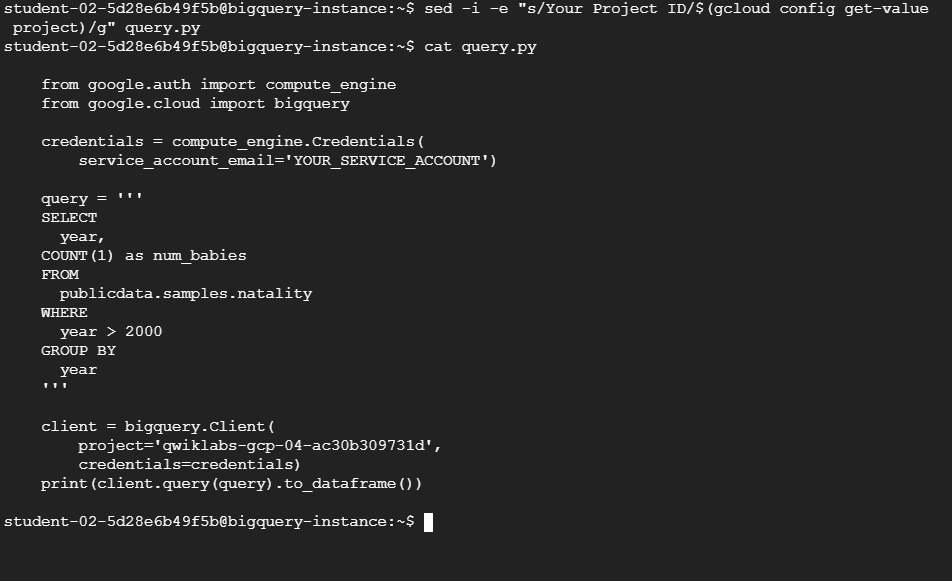 student-02-5d28e6b49f5b@bigquery-instance:~$ sed -i -e "s/Your Project ID/$(gcloud config get-value
 project)/g" query.py
student-02-5d28e6b49f5b@bigquery-instance:~$ cat query.py
    from google.auth import compute_engine
    from google.cloud import bigquery
    credentials = compute_engine.Credentials(
        service_account_email='YOUR_SERVICE_ACCOUNT')
    query = '''
    SELECT
      year,
    COUNT(1) as num_babies
    FROM
      publicdata.samples.natality
    WHERE
      year > 2000
    GROUP BY
      year
    '''
    client = bigquery.Client(
        project='qwiklabs-gcp-04-ac30b309731d',
        credentials=credentials)
    print(client.query(query).to_dataframe())
student-02-5d28e6b49f5b@bigquery-instance:~$